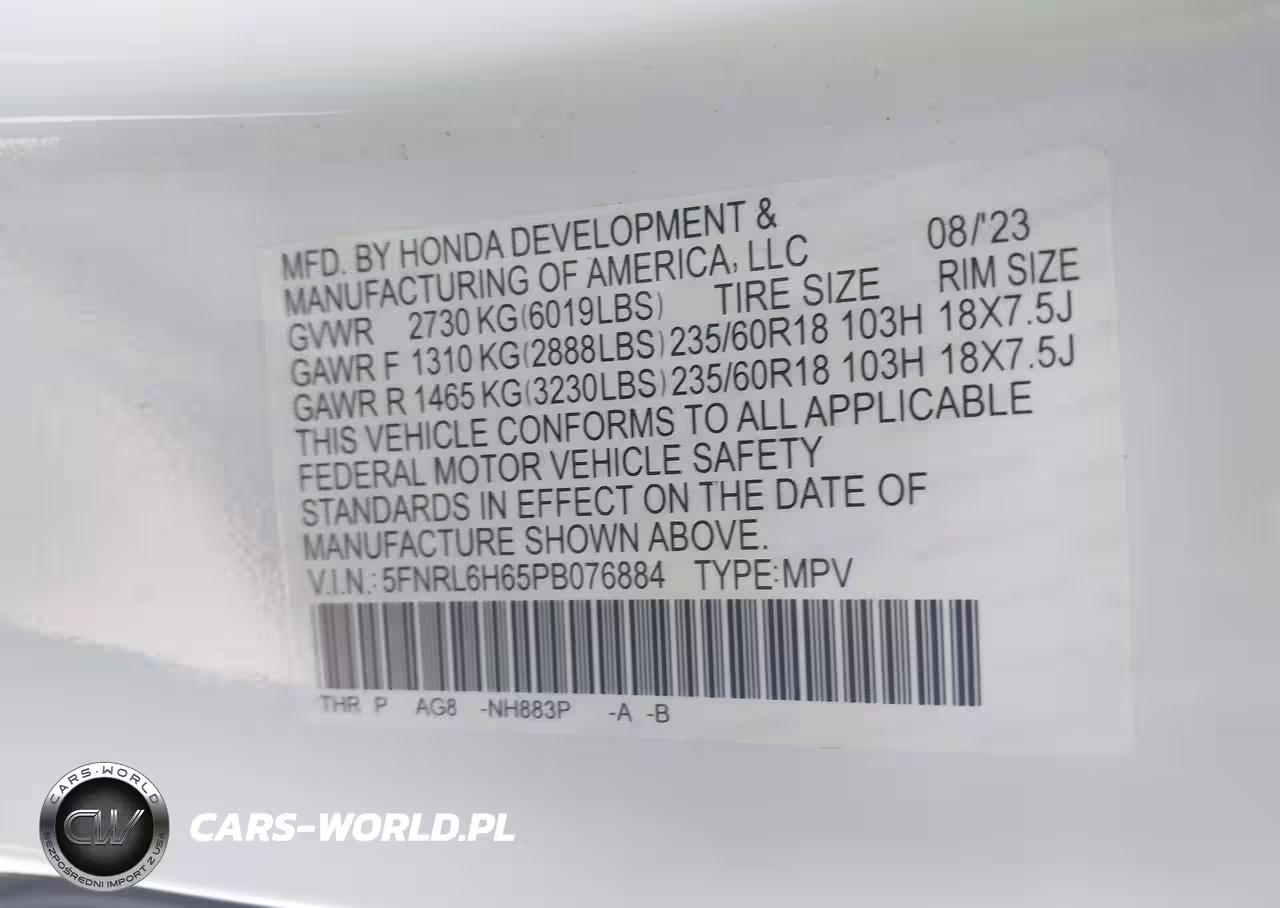 MFD. BY HONDA DEVELOPMENT &
MANUFACTURING OF AMERICA, LLC 08/'23
GVWR 2730 KG(6019LBS) TIRE SIZE RIM SIZE
GAWR F 1310 KG(2888LBS) 235/60R18 103H 18X7.5J
GAWR R 1465 KG(3230LBS) 235/60R18 103H 18X7.5J
THIS VEHICLE CONFORMS TO ALL APPLICABLE
FEDERAL MOTOR VEHICLE SAFETY
STANDARDS IN EFFECT ON THE DATE OF
MANUFACTURE SHOWN ABOVE.
V.I.N.: 5FNRL6H65PB076884 TYPE:MPV
THR P AG8 -NH883P -A -B
CARS-WORLD
CW
BEZPOŚREDNI IMPORT Z USA
CARS-WORLD.PL